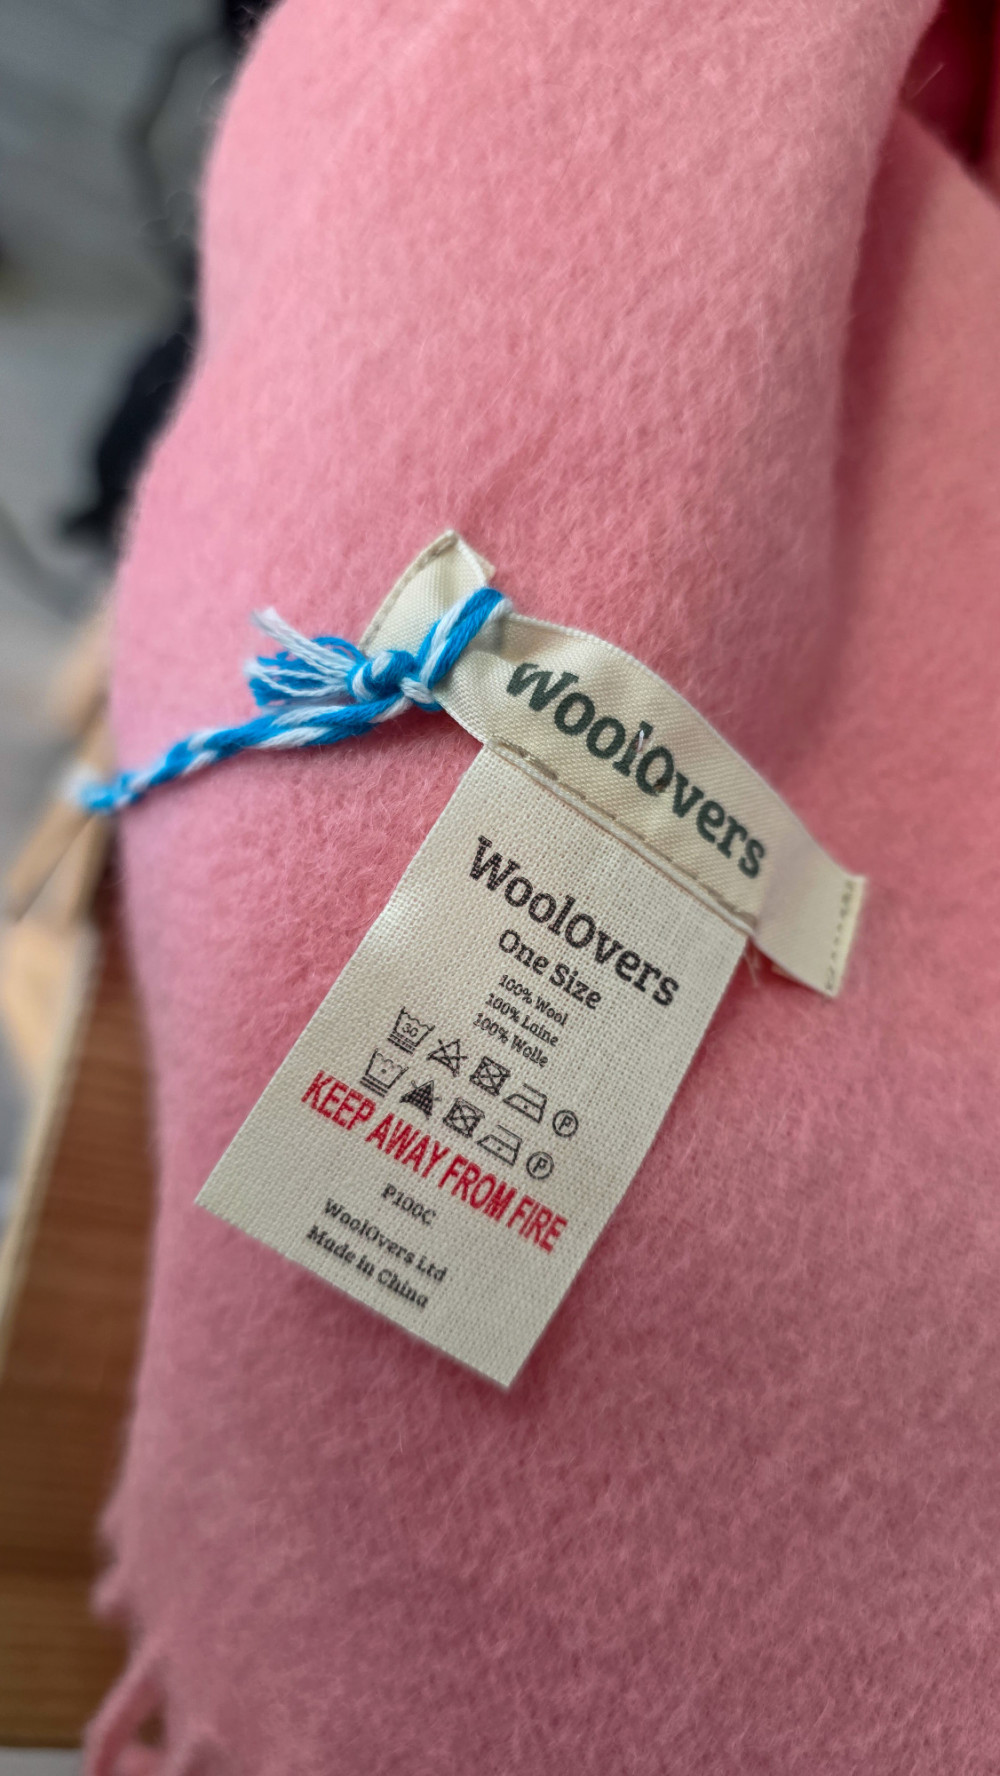 WoolOvers
WoolOvers
One Size
100% Wool
100% Laine
100% Wolle
30
P
P
KEEP AWAY FROM FIRE
P100C
WoolOvers Ltd
Made in China